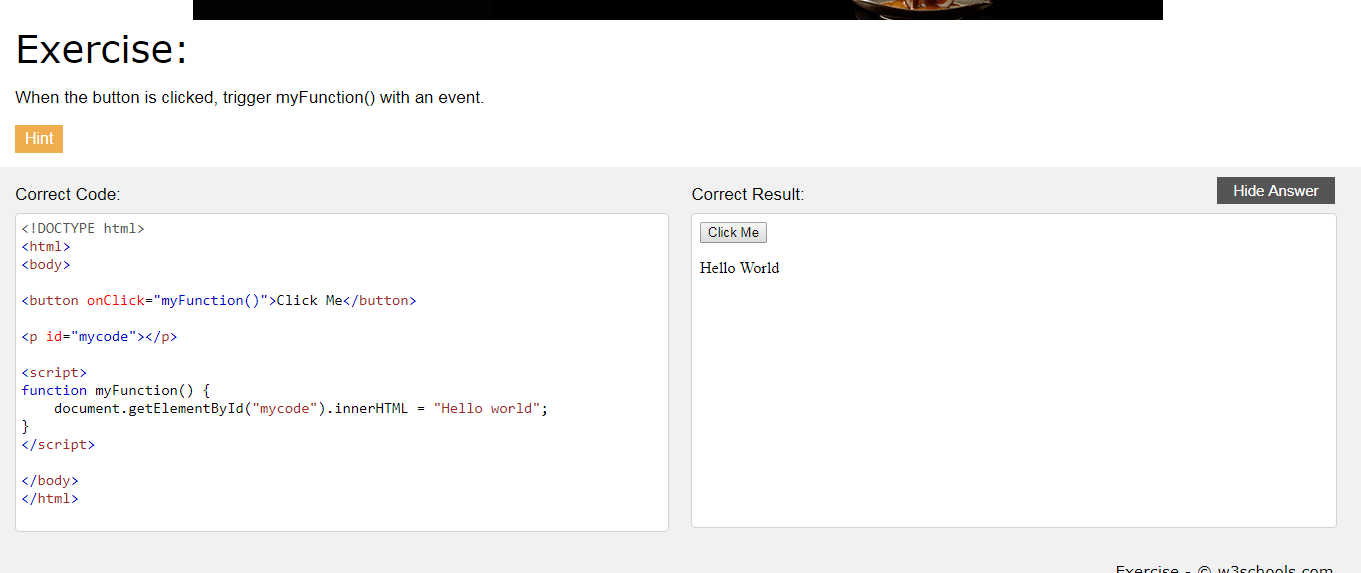 Exercise:
When the button is clicked, trigger myFunction() with an event.
Hint
Correct Code:
<!DOCTYPE html>
<html>
<body>
<button onClick="myFunction()">Click Me</button>
<p id="mycode"></p>
<script>
function myFunction() {
    document.getElementById("mycode").innerHTML = "Hello world";
}
</script>
</body>
</html>
Correct Result:
Hide Answer
Click Me
Hello World
Exercise - © w3schools.com